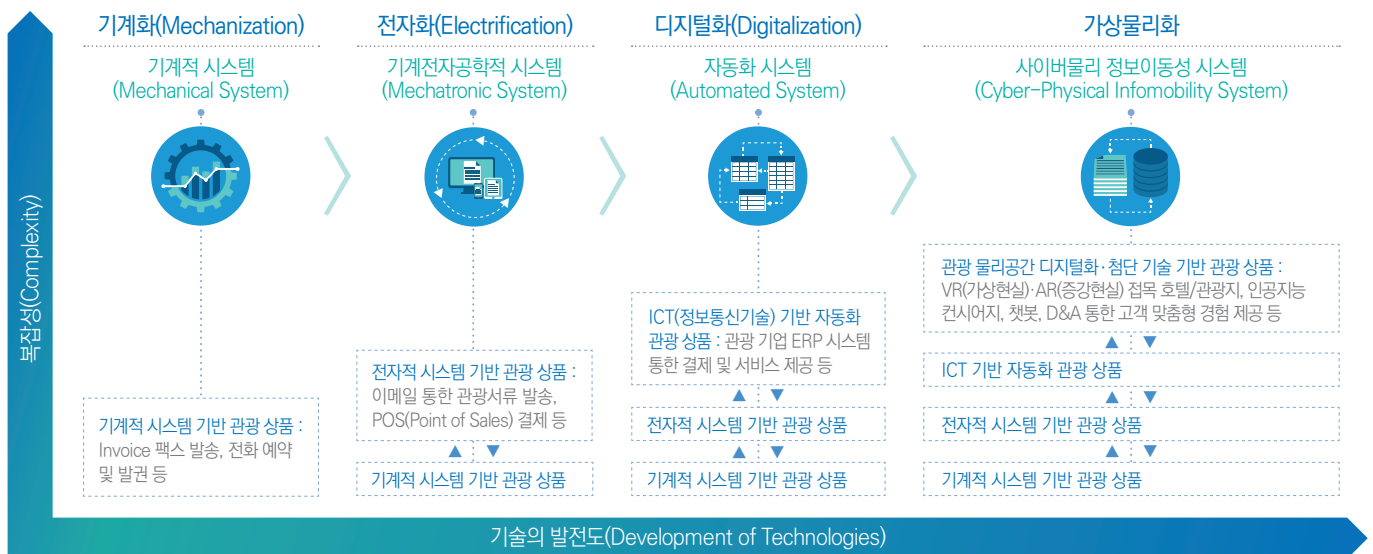 복잡성(Complexity)
기계화(Mechanization)
기계적 시스템
(Mechanical System)
기계적 시스템 기반 관광 상품 :
Invoice 팩스 발송, 전화 예약
및 발권 등
전자화(Electrification)
기계전자공학적 시스템
(Mechatronic System)
전자적 시스템 기반 관광 상품 :
이메일 통한 관광서류 발송,
POS(Point of Sales) 결제 등
기계적 시스템 기반 관광 상품
디지털화(Digitalization)
자동화 시스템
(Automated System)
ICT(정보통신기술) 기반 자동화
관광 상품 : 관광 기업 ERP 시스템
통한 결제 및 서비스 제공 등
전자적 시스템 기반 관광 상품
기계적 시스템 기반 관광 상품
가상물리화
사이버물리 정보이동성 시스템
(Cyber-Physical Infomobility System)
관광 물리공간 디지털화·첨단 기술 기반 관광 상품 :
VR(가상현실)·AR(증강현실) 접목 호텔/관광지, 인공지능
컨시어지, 챗봇, D&A 통한 고객 맞춤형 경험 제공 등
ICT 기반 자동화 관광 상품
전자적 시스템 기반 관광 상품
기계적 시스템 기반 관광 상품
기술의 발전도(Development of Technologies)